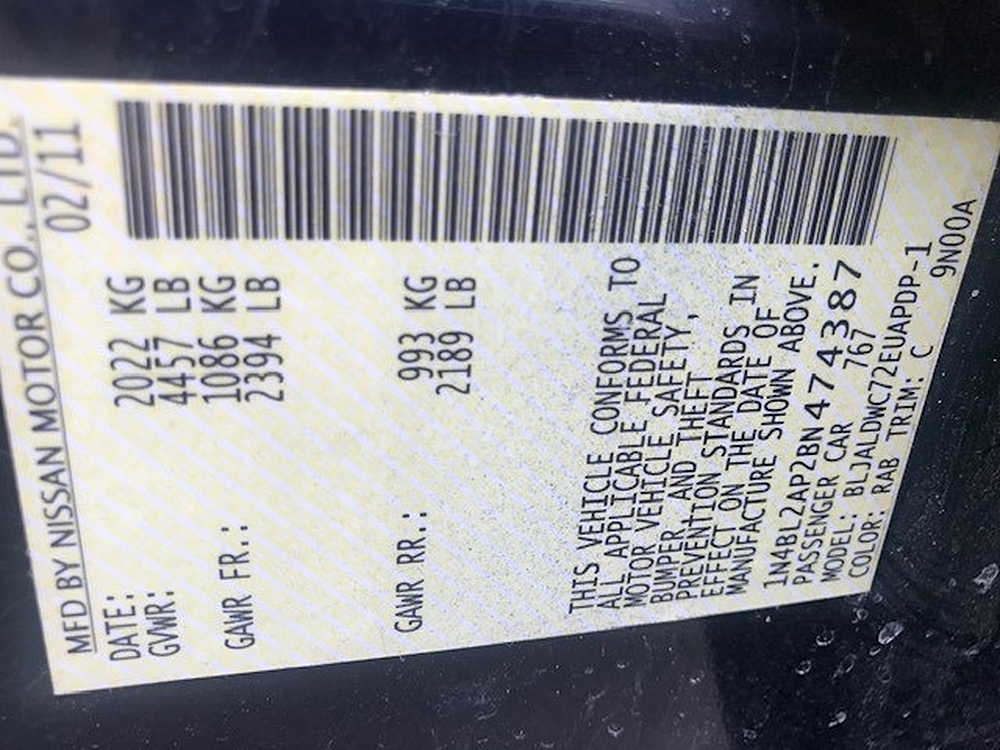 MFD BY NISSAN MOTOR CO., LTD.
DATE: 02/11
GVWR: 2022 KG
4457 LB
GAWR FR.: 1086 KG
2394 LB
GAWR RR.: 993 KG
2189 LB
THIS VEHICLE CONFORMS TO
ALL APPLICABLE FEDERAL
MOTOR VEHICLE SAFETY,
BUMPER, AND THEFT
PREVENTION STANDARDS IN
EFFECT ON THE DATE OF
MANUFACTURE SHOWN ABOVE.
1N4BL2AP2BN474387
PASSENGER CAR 767
MODEL: BLJALDWC72EUAPDP-1
COLOR: RAB TRIM: C 9N00A